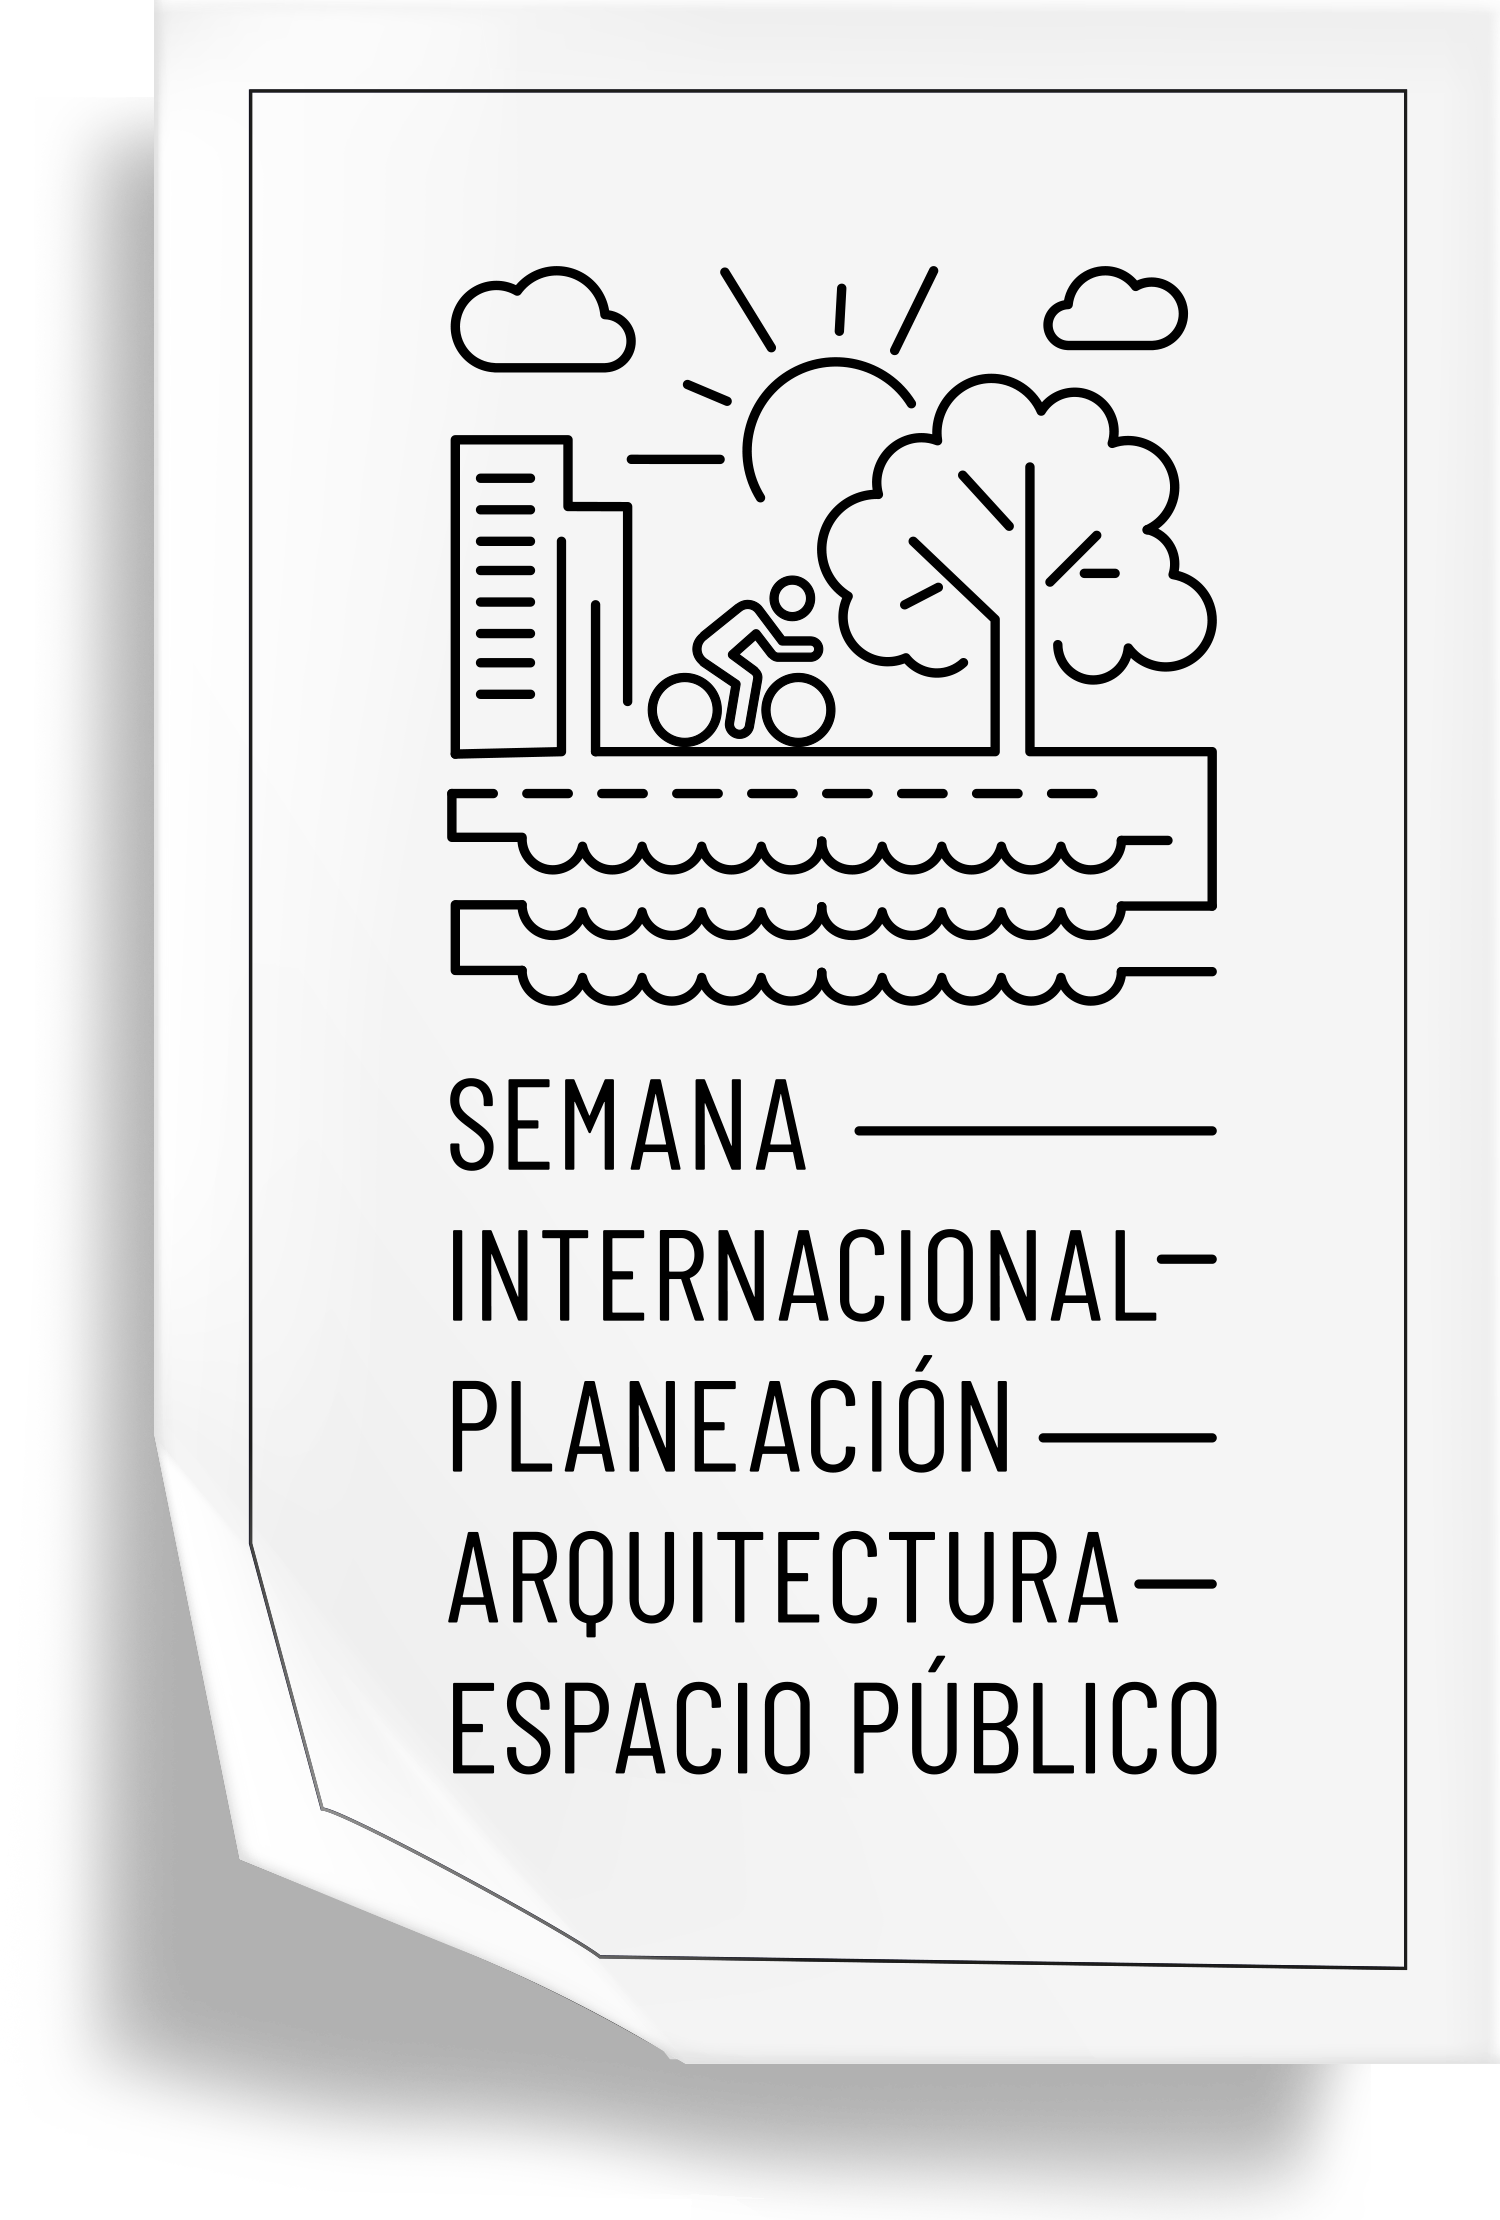 SEMANA
INTERNACIONAL
PLANEACIÓN
ARQUITECTURA
ESPACIO PÚBLICO